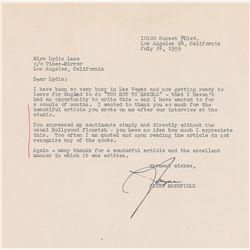 10100 Sunset Blvd.
Los Angeles 24, California
July 28, 1959
Miss Lydia Lane
c/o Times-Mirror
Los Angeles, California
Dear Lydia:
I have been so very busy in Las Vegas and now getting ready to
leave for England to do "TOO HOT TO HANDLE" - that I haven't
had an opportunity to write this - and I have wanted to for
a couple of months. I wanted to thank you so much for the
beautiful article you wrote on me after our interview at the
studio.
You expressed my sentiments simply and directly without the
usual Hollywood flourish - you have no idea how much I appreciate
this. Too often I am quoted and upon reading the article do not
recognize any of the quote.
Again - many thanks for a wonderful article and the excellent
manner in which it was written.
Warmest wishes,
Jayne
JAYNE MANSFIELD